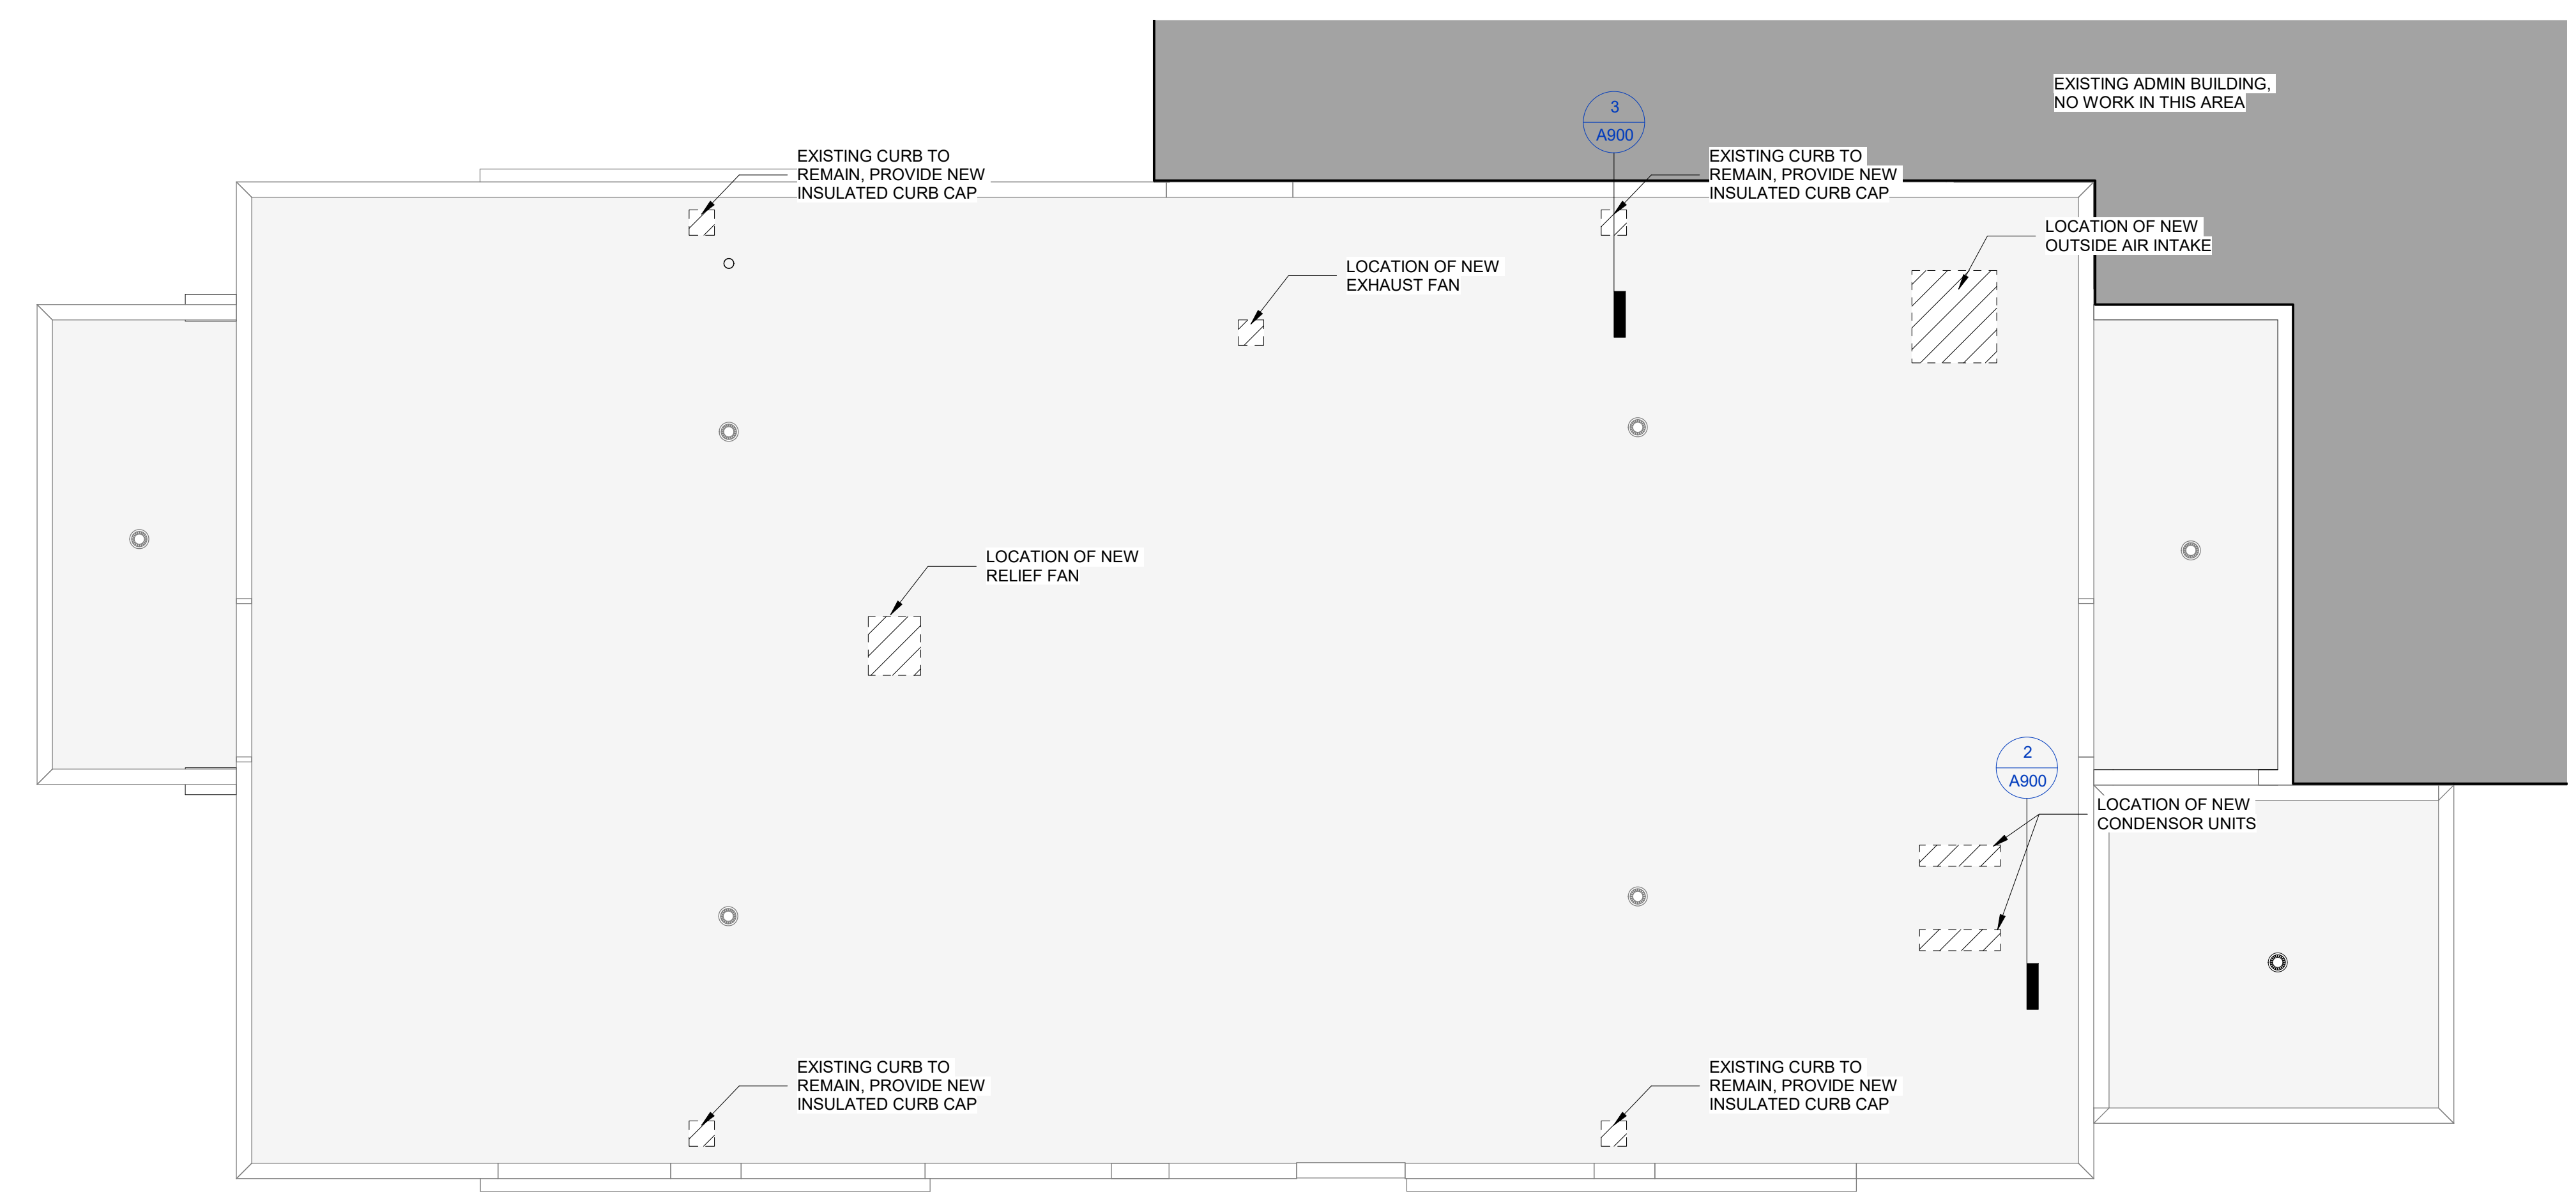 EXISTING ADMIN BUILDING,
NO WORK IN THIS AREA
3
A900
EXISTING CURB TO
REMAIN, PROVIDE NEW
INSULATED CURB CAP
EXISTING CURB TO
REMAIN, PROVIDE NEW
INSULATED CURB CAP
LOCATION OF NEW
OUTSIDE AIR INTAKE
LOCATION OF NEW
EXHAUST FAN
LOCATION OF NEW
RELIEF FAN
2
A900
LOCATION OF NEW
CONDENSOR UNITS
EXISTING CURB TO
REMAIN, PROVIDE NEW
INSULATED CURB CAP
EXISTING CURB TO
REMAIN, PROVIDE NEW
INSULATED CURB CAP